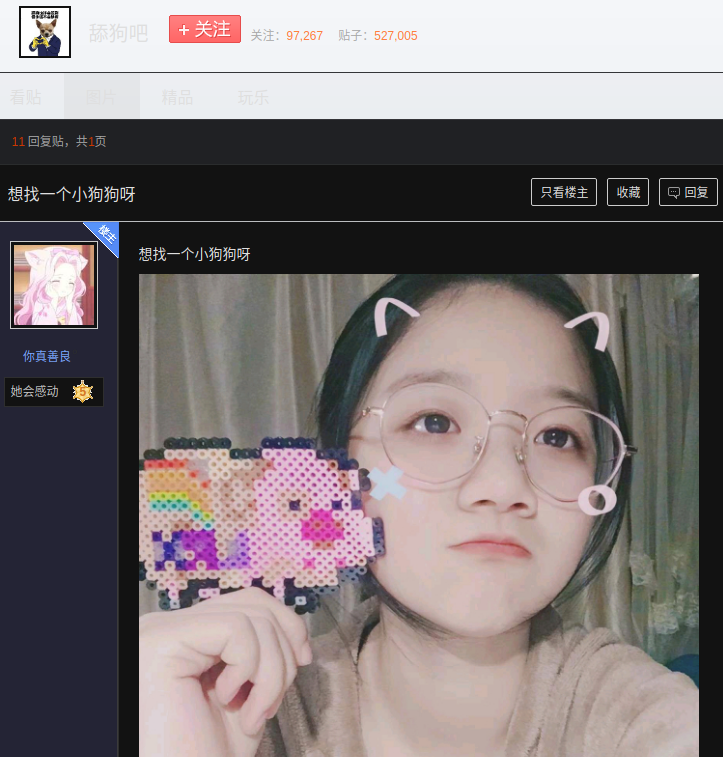 舔狗吧
+ 关注
关注：97,267 贴子：527,005
看贴 图片 精品 玩乐
11 回复贴，共1页
想找一个小狗狗呀
只看楼主 收藏 回复
楼主
想找一个小狗狗呀
你真善良
她会感动 5